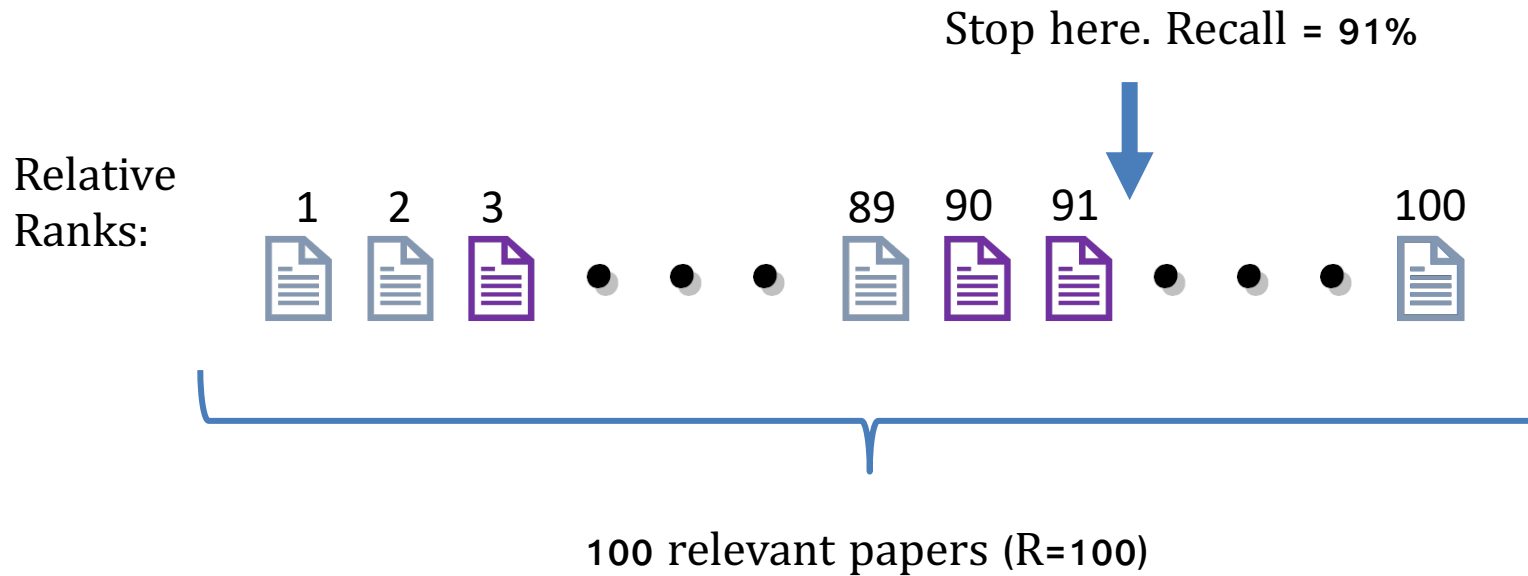 Stop here. Recall = 91%
Relative
Ranks:
1 2 3 89 90 91 100
100 relevant papers (R=100)